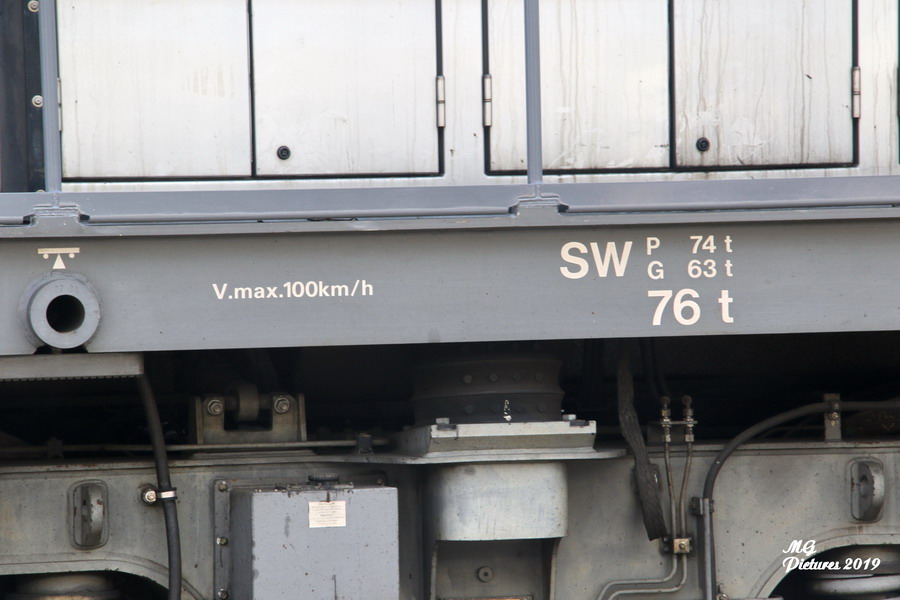 V.max.100km/h
SW P 74 t
G 63 t
76 t
MG
Pictures 2019